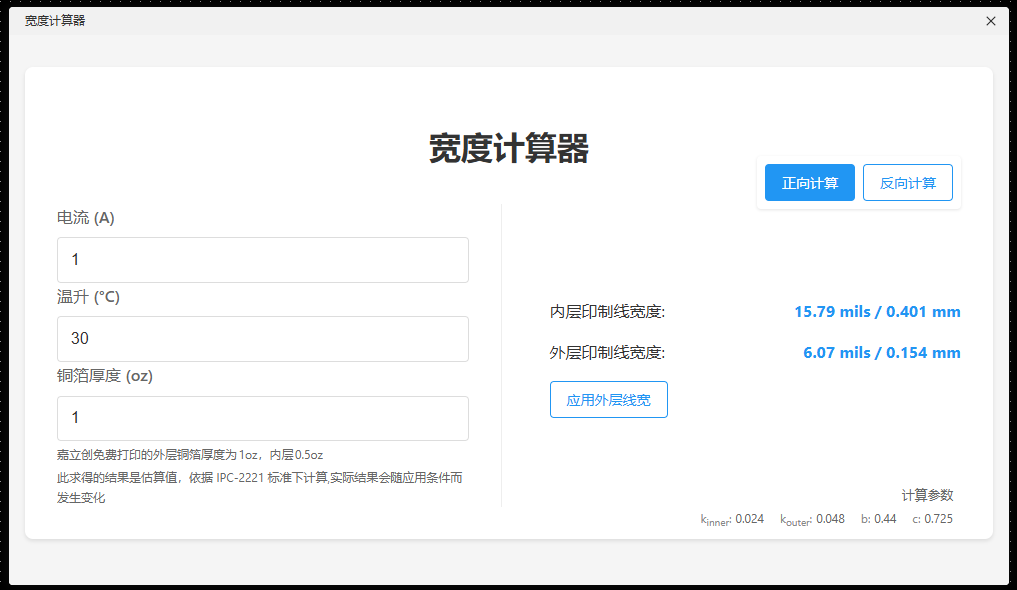 宽度计算器
宽度计算器
正向计算 反向计算
电流 (A)
1
温升 (°C)
30
铜箔厚度 (oz)
1
嘉立创免费打印的外层铜箔厚度为1oz，内层0.5oz
此求得的结果是估算值，依据 IPC-2221 标准下计算,实际结果会随应用条件而
发生变化
内层印制线宽度: 15.79 mils / 0.401 mm
外层印制线宽度: 6.07 mils / 0.154 mm
应用外层线宽
计算参数
kinner: 0.024 kouter: 0.048 b: 0.44 c: 0.725